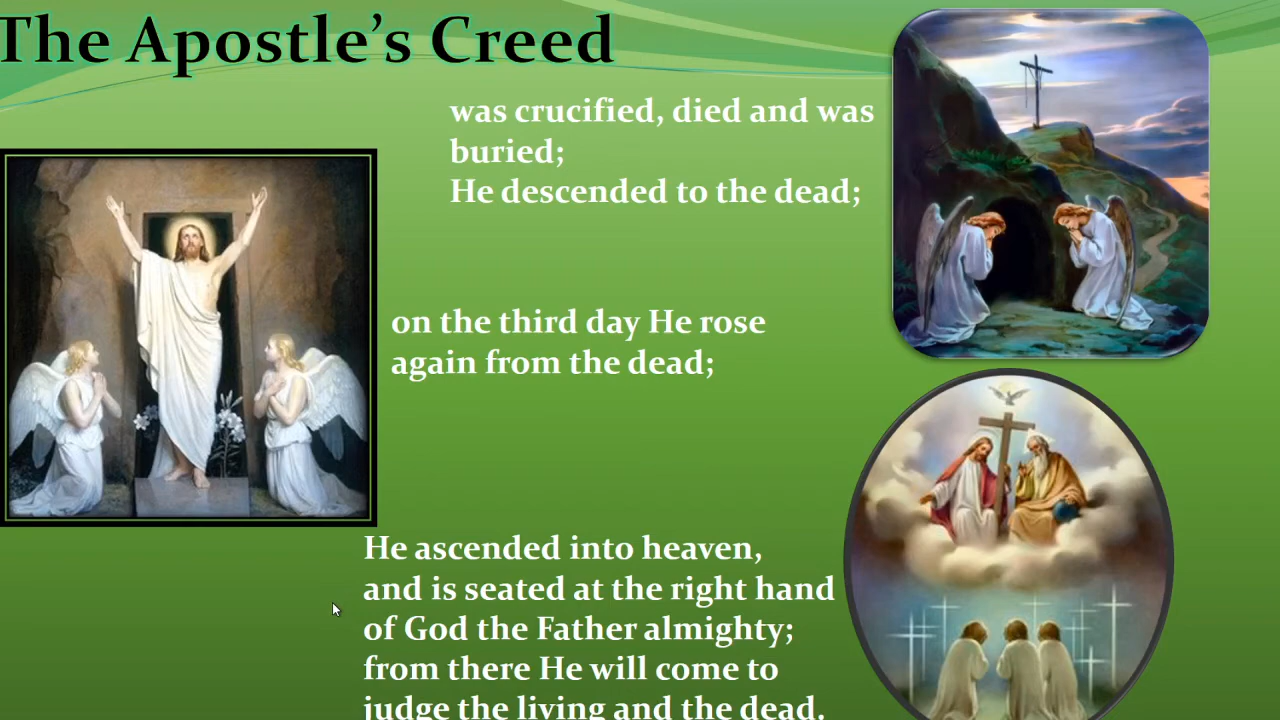 The Apostle’s Creed
was crucified, died and was
buried;
He descended to the dead;
on the third day He rose
again from the dead;
He ascended into heaven,
and is seated at the right hand
of God the Father almighty;
from there He will come to
judge the living and the dead.